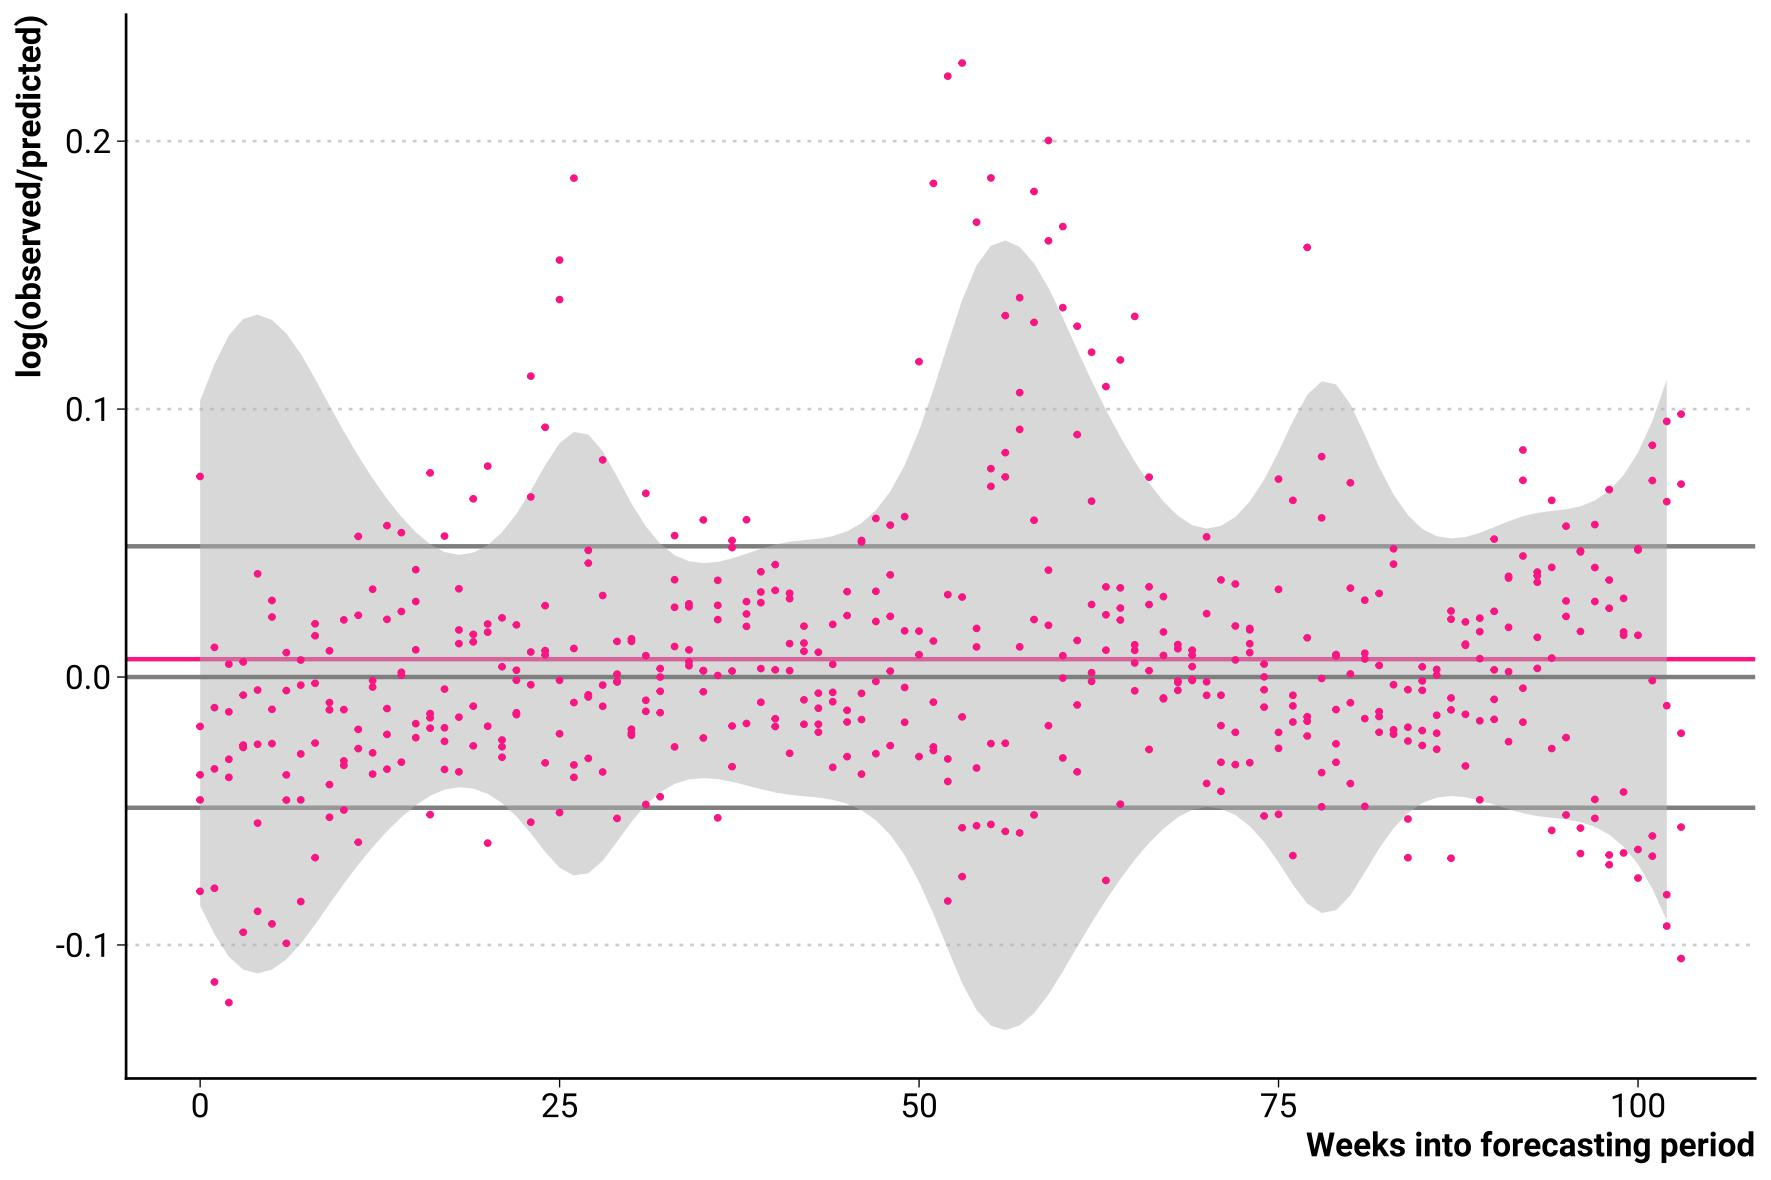 log(observed/predicted)
0.2
0.1
0.0
-0.1
0 25 50 75 100
Weeks into forecasting period